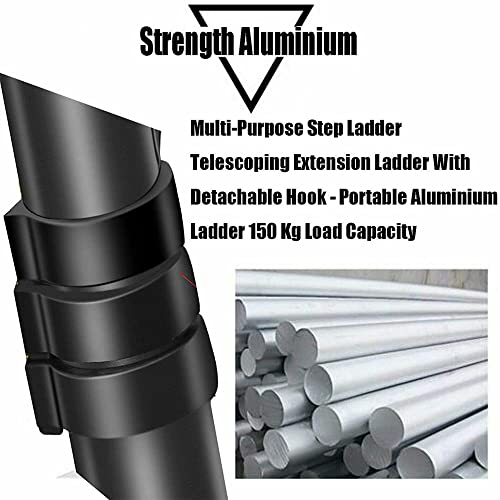 Strength Aluminium
Multi-Purpose Step Ladder
Telescoping Extension Ladder With
Detachable Hook - Portable Aluminium
Ladder 150 Kg Load Capacity